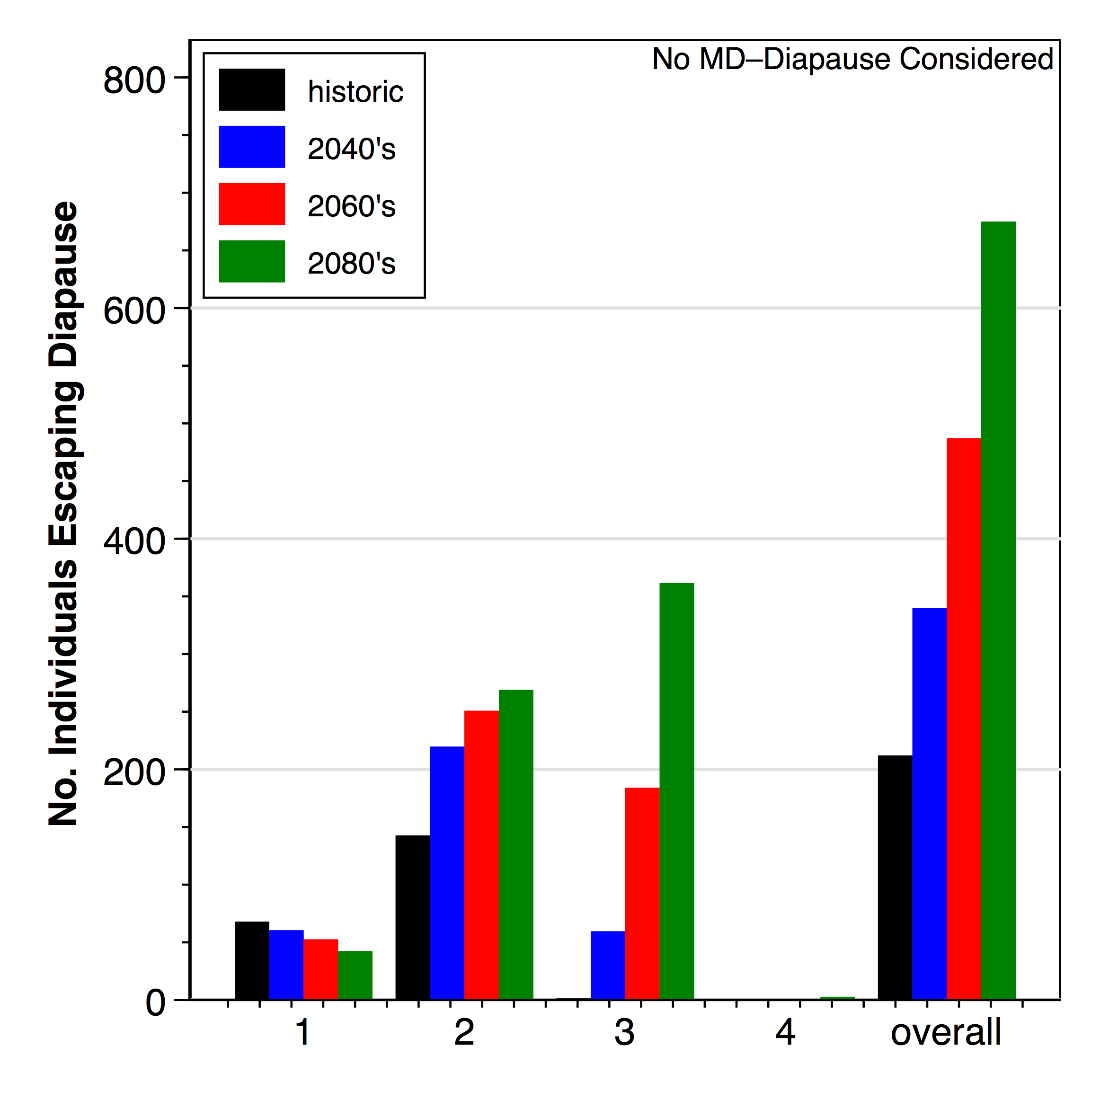 No MD–Diapause Considered
historic
2040's
2060's
2080's
No. Individuals Escaping Diapause
800
600
400
200
0
1 2 3 4 overall